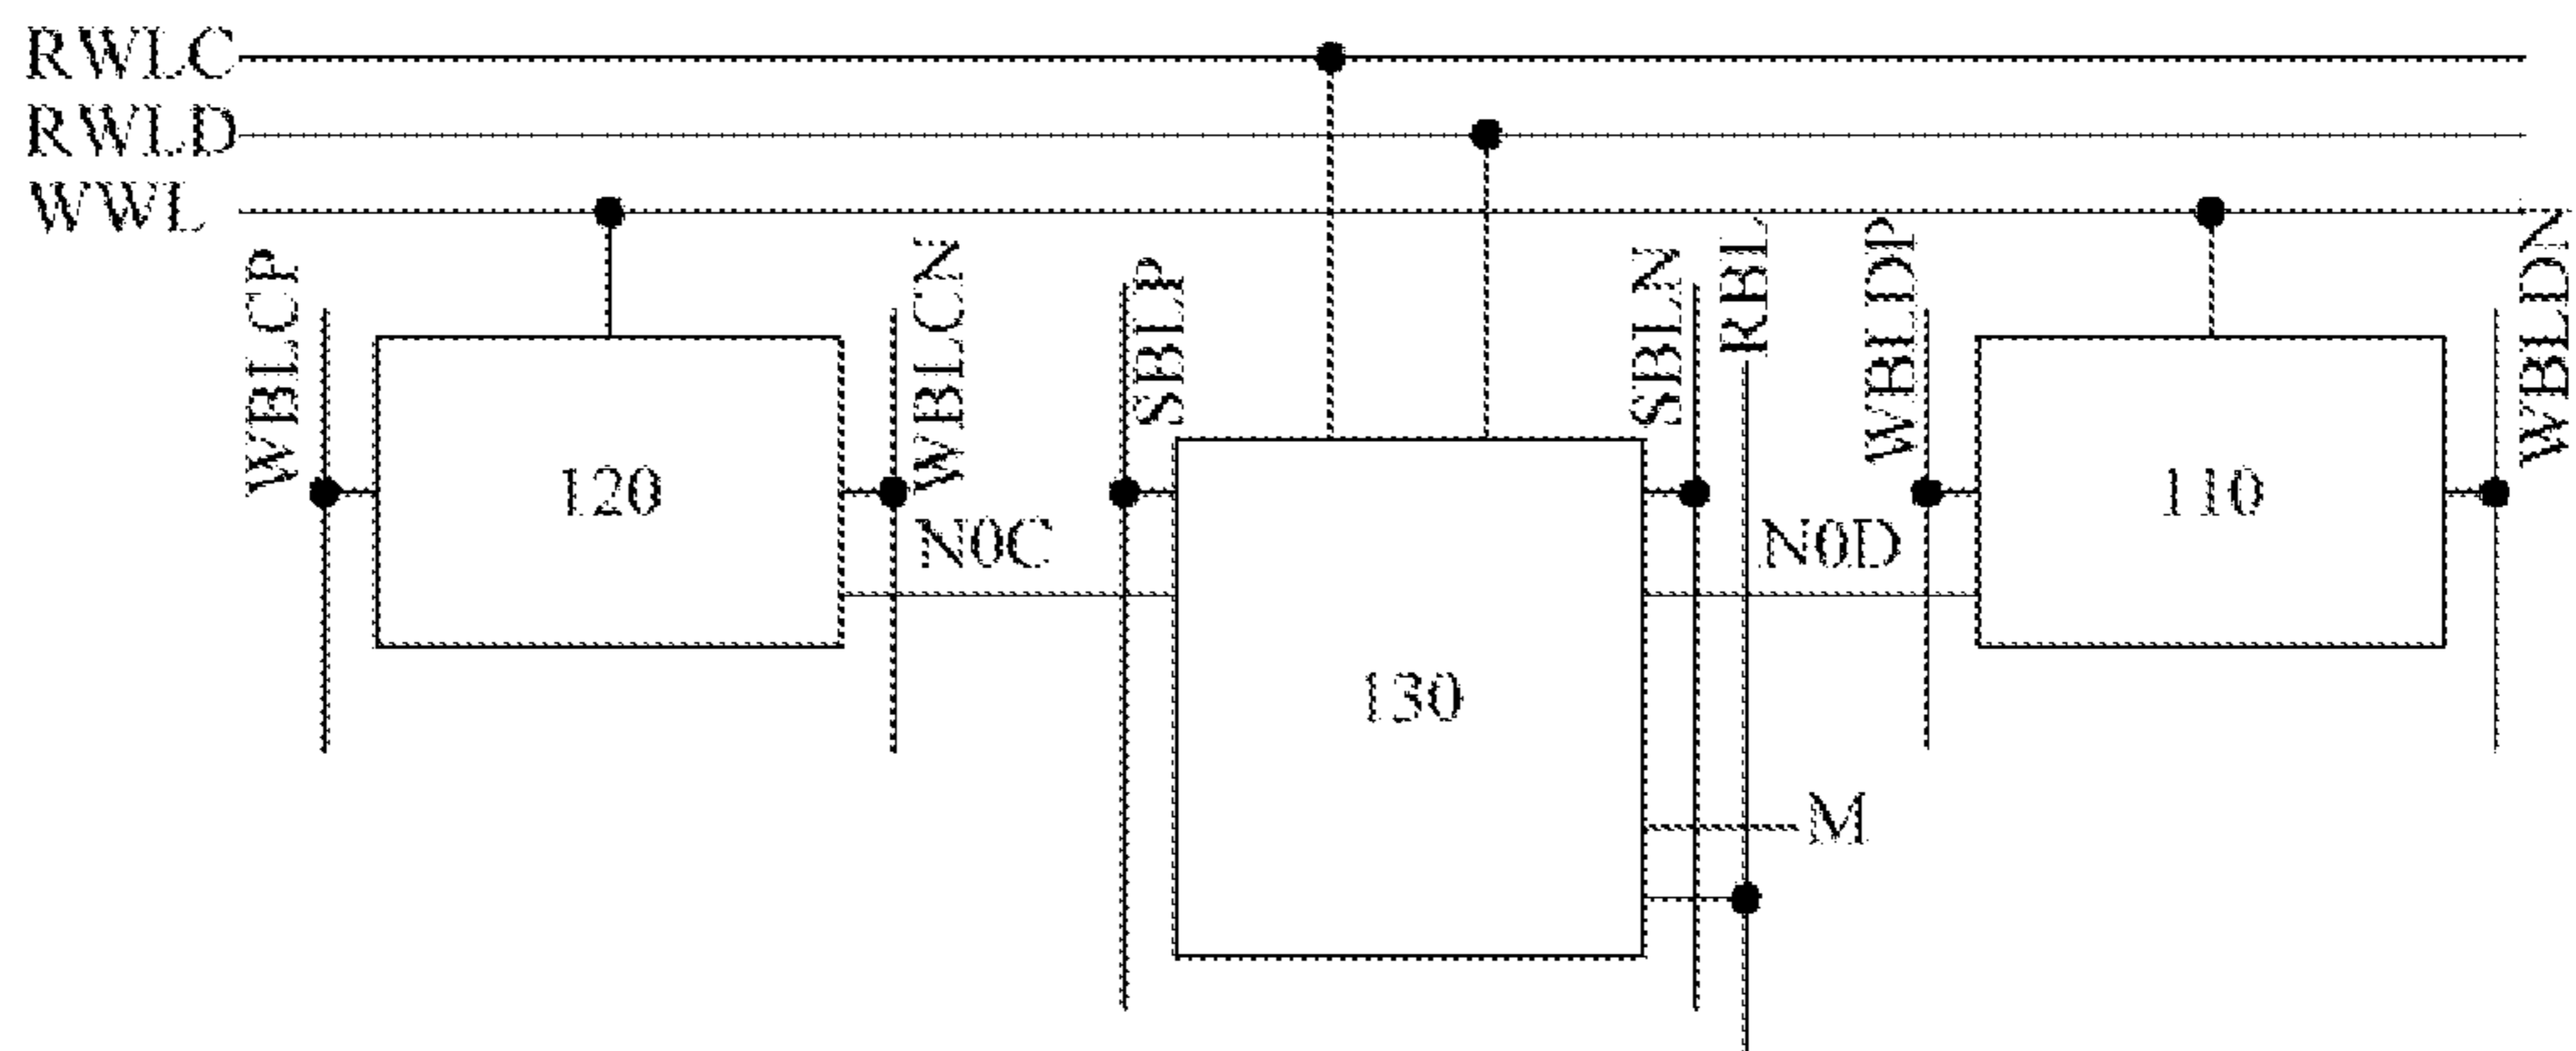 RWLC
RWLD
WWL
WBLCP
WBLCN
SBLP
SBLN
RBL
WBLDP
WBLDN
120
110
N0C
N0D
130
M